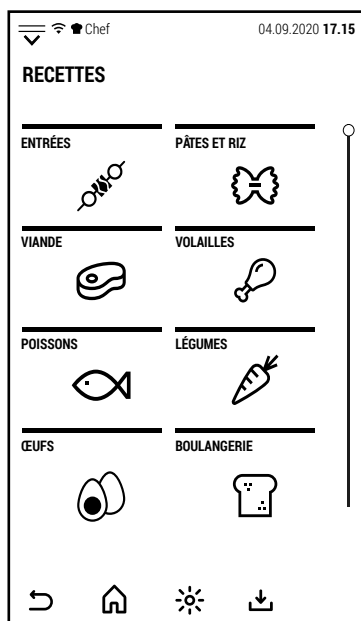 Chef 04.09.2020 17.15
RECETTES
ENTRÉES PÂTES ET RIZ
VIANDE VOLAILLES
POISSONS LÉGUMES
ŒUFS BOULANGERIE